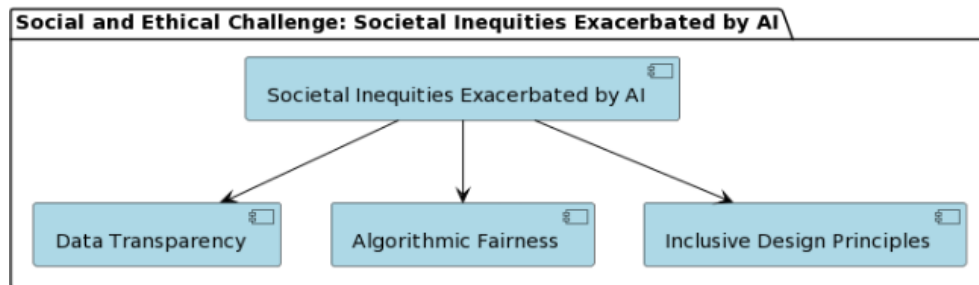 Social and Ethical Challenge: Societal Inequities Exacerbated by AI
Societal Inequities Exacerbated by AI
Data Transparency
Algorithmic Fairness
Inclusive Design Principles